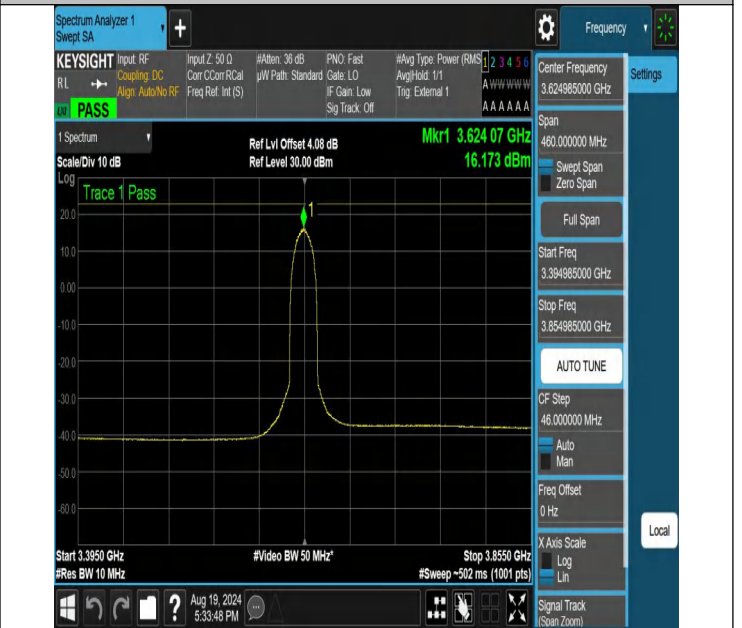 Spectrum Analyzer 1
Swept SA
+
Frequency
KEYSIGHT
RL
PASS
Input: RF
Coupling: DC
Align: Auto/No RF
Input Z: 50 Ω
Corr CCorr RCal
Freq Ref: Int (S)
#Atten: 36 dB
µW Path: Standard
PNO: Fast
Gate: LO
IF Gain: Low
Sig Track: Off
#Avg Type: Power (RMS
Avg|Hold: 1/1
Trig: External 1
1 2 3 4 5 6
A W W W W W
A A A A A A
Center Frequency
3.624985000 GHz
Settings
Span
460.000000 MHz
Swept Span
Zero Span
Full Span
Start Freq
3.394985000 GHz
Stop Freq
3.854985000 GHz
AUTO TUNE
CF Step
46.000000 MHz
Auto
Man
Freq Offset
0 Hz
X Axis Scale
Log
Lin
Signal Track
(Span Zoom)
Local
1 Spectrum
Scale/Div 10 dB
Log
Ref Lvl Offset 4.08 dB
Ref Level 30.00 dBm
Mkr1 3.624 07 GHz
16.173 dBm
Trace 1 Pass
1
20.0
10.0
0.00
-10.0
-20.0
-30.0
-40.0
-50.0
-60.0
Start 3.3950 GHz
#Res BW 10 MHz
#Video BW 50 MHz*
Stop 3.8550 GHz
#Sweep ~502 ms (1001 pts)
?
Aug 19, 2024
5:33:48 PM